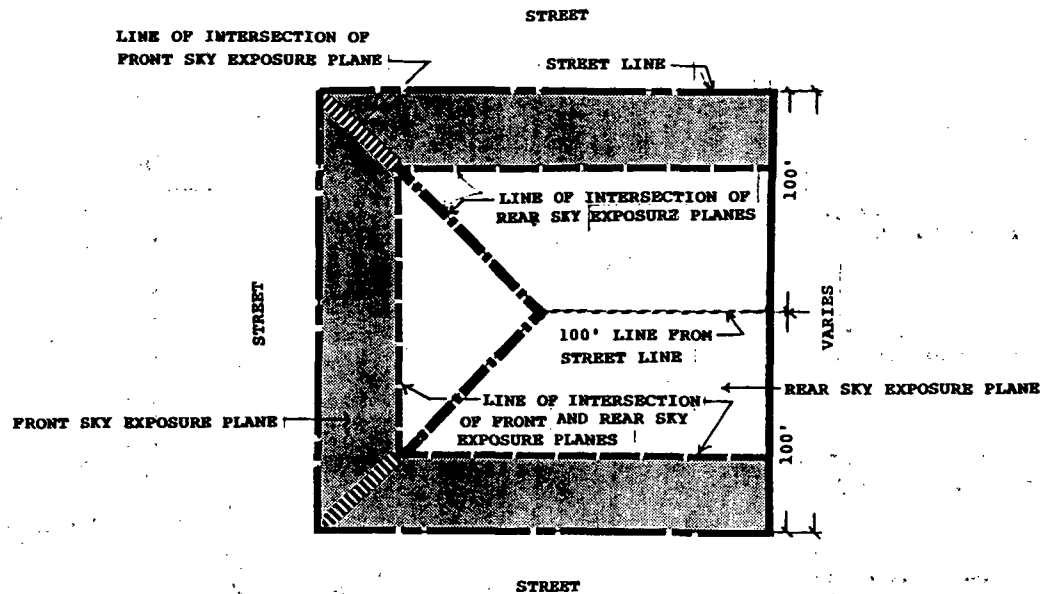 STREET
LINE OF INTERSECTION OF
FRONT SKY EXPOSURE PLANE
STREET LINE
100'
LINE OF INTERSECTION OF
REAR SKY EXPOSURE PLANES
STREET
100' LINE FROM
STREET LINE
VARIES
REAR SKY EXPOSURE PLANE
LINE OF INTERSECTION
OF FRONT AND REAR SKY
EXPOSURE PLANES
FRONT SKY EXPOSURE PLANE
100'
STREET